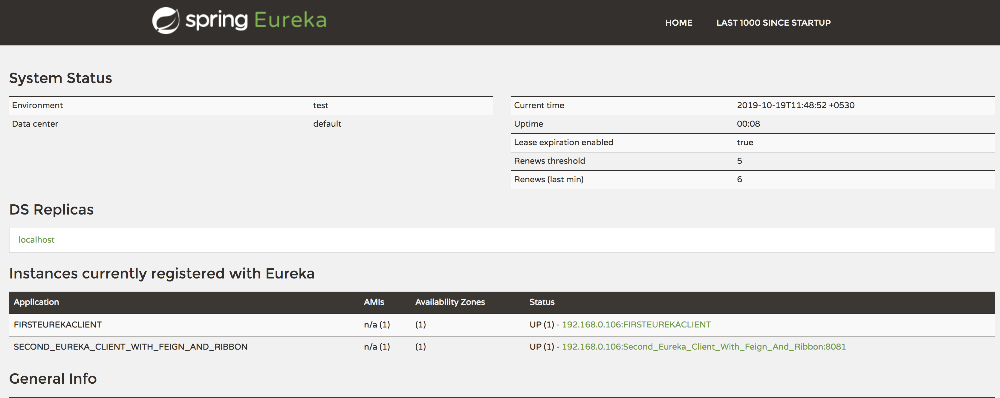 spring Eureka
HOME LAST 1000 SINCE STARTUP
System Status
Environment test
Data center default
Current time 2019-10-19T11:48:52 +0530
Uptime 00:08
Lease expiration enabled true
Renews threshold 5
Renews (last min) 6
DS Replicas
localhost
Instances currently registered with Eureka
Application AMIs Availability Zones Status
FIRSTEUREKACLIENT n/a (1) (1) UP (1) - 192.168.0.106:FIRSTEUREKACLIENT
SECOND_EUREKA_CLIENT_WITH_FEIGN_AND_RIBBON n/a (1) (1) UP (1) - 192.168.0.106:Second_Eureka_Client_With_Feign_And_Ribbon:8081
General Info